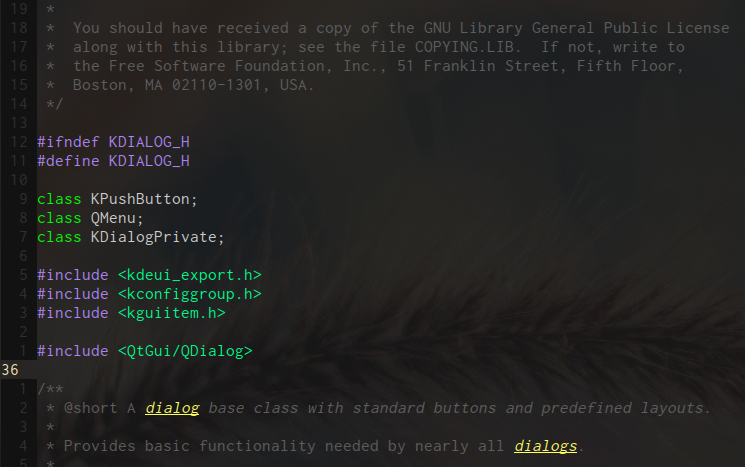 19  *
18  *  You should have received a copy of the GNU Library General Public License
17  *  along with this library; see the file COPYING.LIB.  If not, write to
16  *  the Free Software Foundation, Inc., 51 Franklin Street, Fifth Floor,
15  *  Boston, MA 02110-1301, USA.
14  */
13
12 #ifndef KDIALOG_H
11 #define KDIALOG_H
10
9 class KPushButton;
8 class QMenu;
7 class KDialogPrivate;
6
5 #include <kdeui_export.h>
4 #include <kconfiggroup.h>
3 #include <kguiitem.h>
2
1 #include <QtGui/QDialog>
36
1 /**
2  * @short A dialog base class with standard buttons and predefined layouts.
3  *
4  * Provides basic functionality needed by nearly all dialogs.
5  *